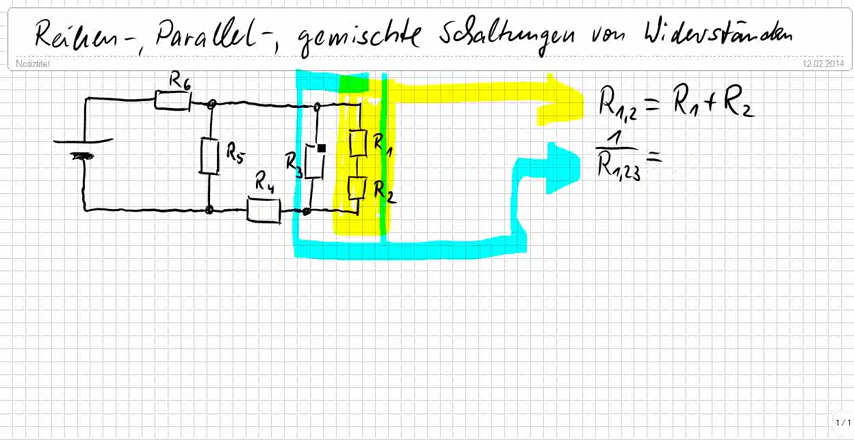 Reihen-, Parallel-, gemischte Schaltungen von Widerständen
Notiztitel
12.02.2014
R6
R5
R4
R3
R1
R2
R1,2 = R1 + R2
1
R1,23 =
1 / 1